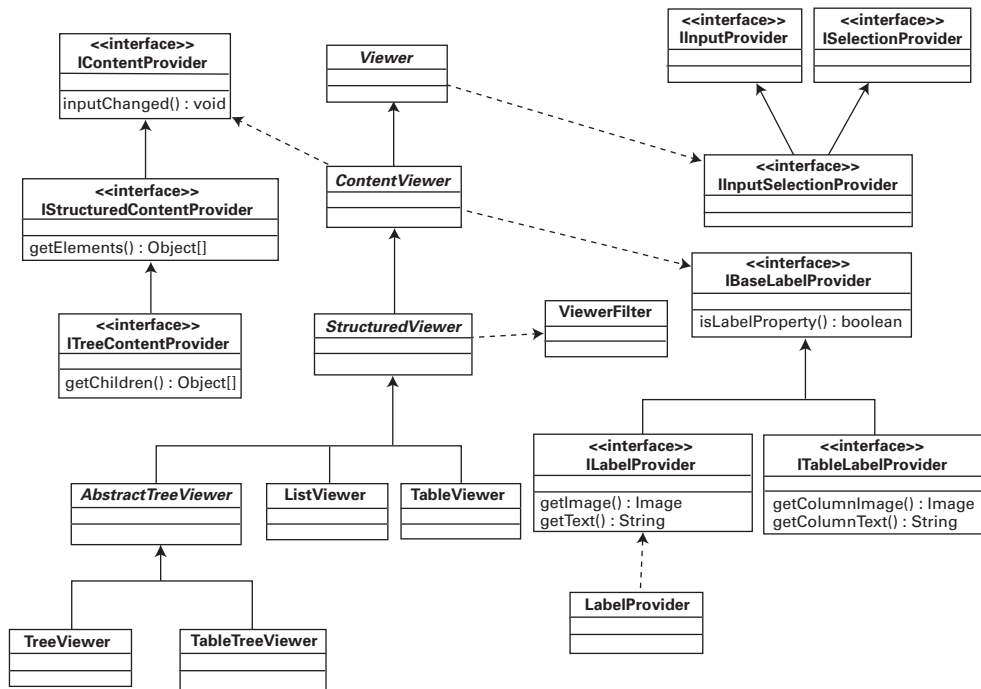 <<interface>>
IContentProvider
inputChanged() : void
Viewer
<<interface>>
IInputProvider
<<interface>>
ISelectionProvider
<<interface>>
IStructuredContentProvider
getElements() : Object[]
ContentViewer
<<interface>>
IInputSelectionProvider
<<interface>>
ITreeContentProvider
getChildren() : Object[]
StructuredViewer
ViewerFilter
<<interface>>
IBaseLabelProvider
isLabelProperty() : boolean
AbstractTreeViewer
ListViewer
TableViewer
<<interface>>
ILabelProvider
getImage() : Image
getText() : String
<<interface>>
ITableLabelProvider
getColumnImage() : Image
getColumnText() : String
TreeViewer
TableTreeViewer
LabelProvider